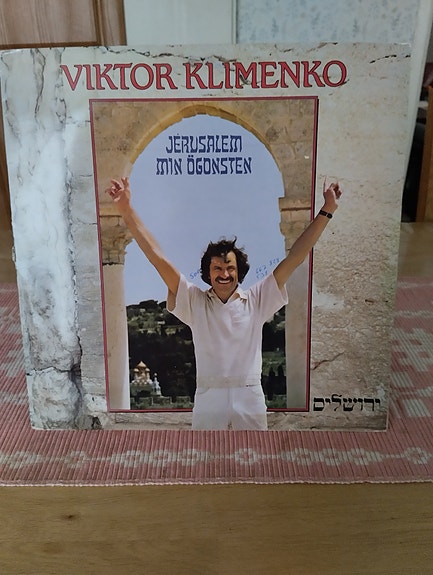 VIKTOR KLIMENKO
JERUSALEM
MIN ÖGONSTEN
ירושלים